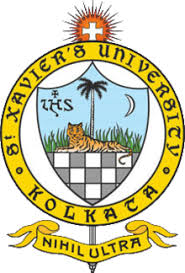 St. XAVIER'S UNIVERSITY
KOLKATA
IHS
NIHIL ULTRA